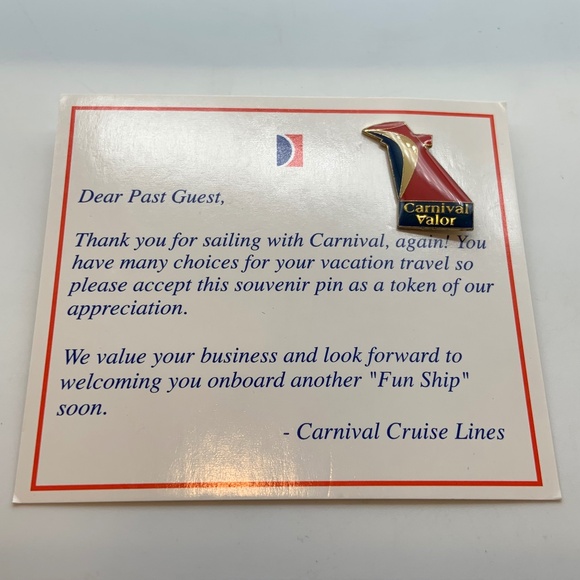 Carnival
Valor
Dear Past Guest,
Thank you for sailing with Carnival, again! You
have many choices for your vacation travel so
please accept this souvenir pin as a token of our
appreciation.
We value your business and look forward to
welcoming you onboard another "Fun Ship"
soon.
- Carnival Cruise Lines